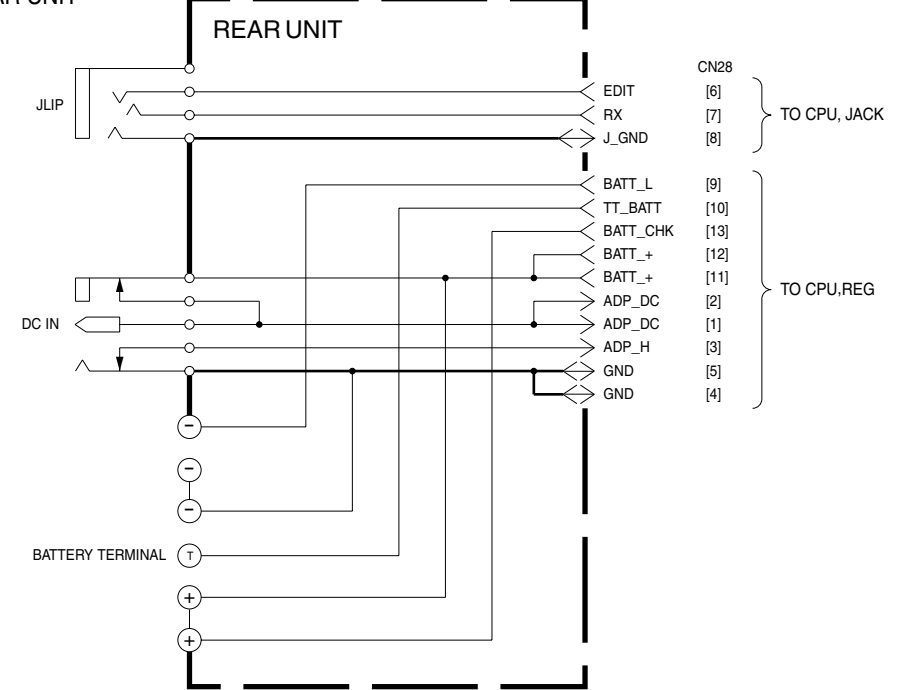 REAR UNIT
CN28
EDIT [6]
JLIP
RX [7] TO CPU, JACK
J_GND [8]
BATT_L [9]
TT_BATT [10]
BATT_CHK [13]
BATT_+ [12]
BATT_+ [11]
TO CPU,REG
ADP_DC [2]
DC IN
ADP_DC [1]
ADP_H [3]
GND [5]
GND [4]
−
−
−
BATTERY TERMINAL T
+
+